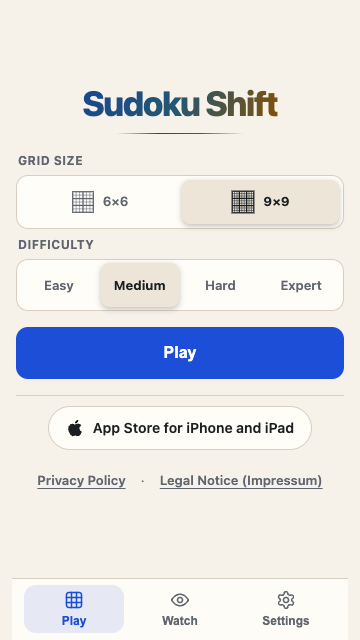 Sudoku Shift
GRID SIZE
6×6
9×9
DIFFICULTY
Easy
Medium
Hard
Expert
Play
App Store for iPhone and iPad
Privacy Policy · Legal Notice (Impressum)
Play
Watch
Settings